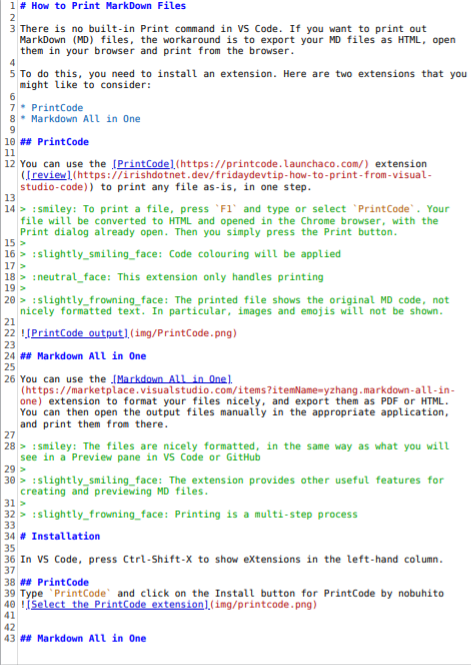 1 # How to Print MarkDown Files
2
3 There is no built-in Print command in VS Code. If you want to print out
MarkDown (MD) files, the workaround is to export your MD files as HTML, open
them in your browser and print from the browser.
4
5 To do this, you need to install an extension. Here are two extensions that you
might like to consider:
6
7 * PrintCode
8 * Markdown All in One
9
10 ## PrintCode
11
12 You can use the [PrintCode](https://printcode.launchaco.com/) extension
([review](https://irishdotnet.dev/fridaydevtip-how-to-print-from-visual-
studio-code)) to print any file as-is, in one step.
13
14 > :smiley: To print a file, press `F1` and type or select `PrintCode`. Your
file will be converted to HTML and opened in the Chrome browser, with the
Print dialog already open. Then you simply press the Print button.
15 >
16 > :slightly_smiling_face: Code colouring will be applied
17 >
18 > :neutral_face: This extension only handles printing
19 >
20 > :slightly_frowning_face: The printed file shows the original MD code, not
nicely formatted text. In particular, images and emojis will not be shown.
21
22 ![PrintCode output](img/PrintCode.png)
23
24 ## Markdown All in One
25
26 You can use the [Markdown All in One]
(https://marketplace.visualstudio.com/items?itemName=yzhang.markdown-all-in-
one) extension to format your files nicely, and export them as PDF or HTML.
You can then open the output files manually in the appropriate application,
and print them from there.
27
28 > :smiley: The files are nicely formatted, in the same way as what you will
see in a Preview pane in VS Code or GitHub
29 >
30 > :slightly_smiling_face: The extension provides other useful features for
creating and previewing MD files.
31 >
32 > :slightly_frowning_face: Printing is a multi-step process
33
34 # Installation
35
36 In VS Code, press Ctrl-Shift-X to show eXtensions in the left-hand column.
37
38 ## PrintCode
39 Type `PrintCode` and click on the Install button for PrintCode by nobuhito
40 ![Select the PrintCode extension](img/printcode.png)
41
42
43 ## Markdown All in One